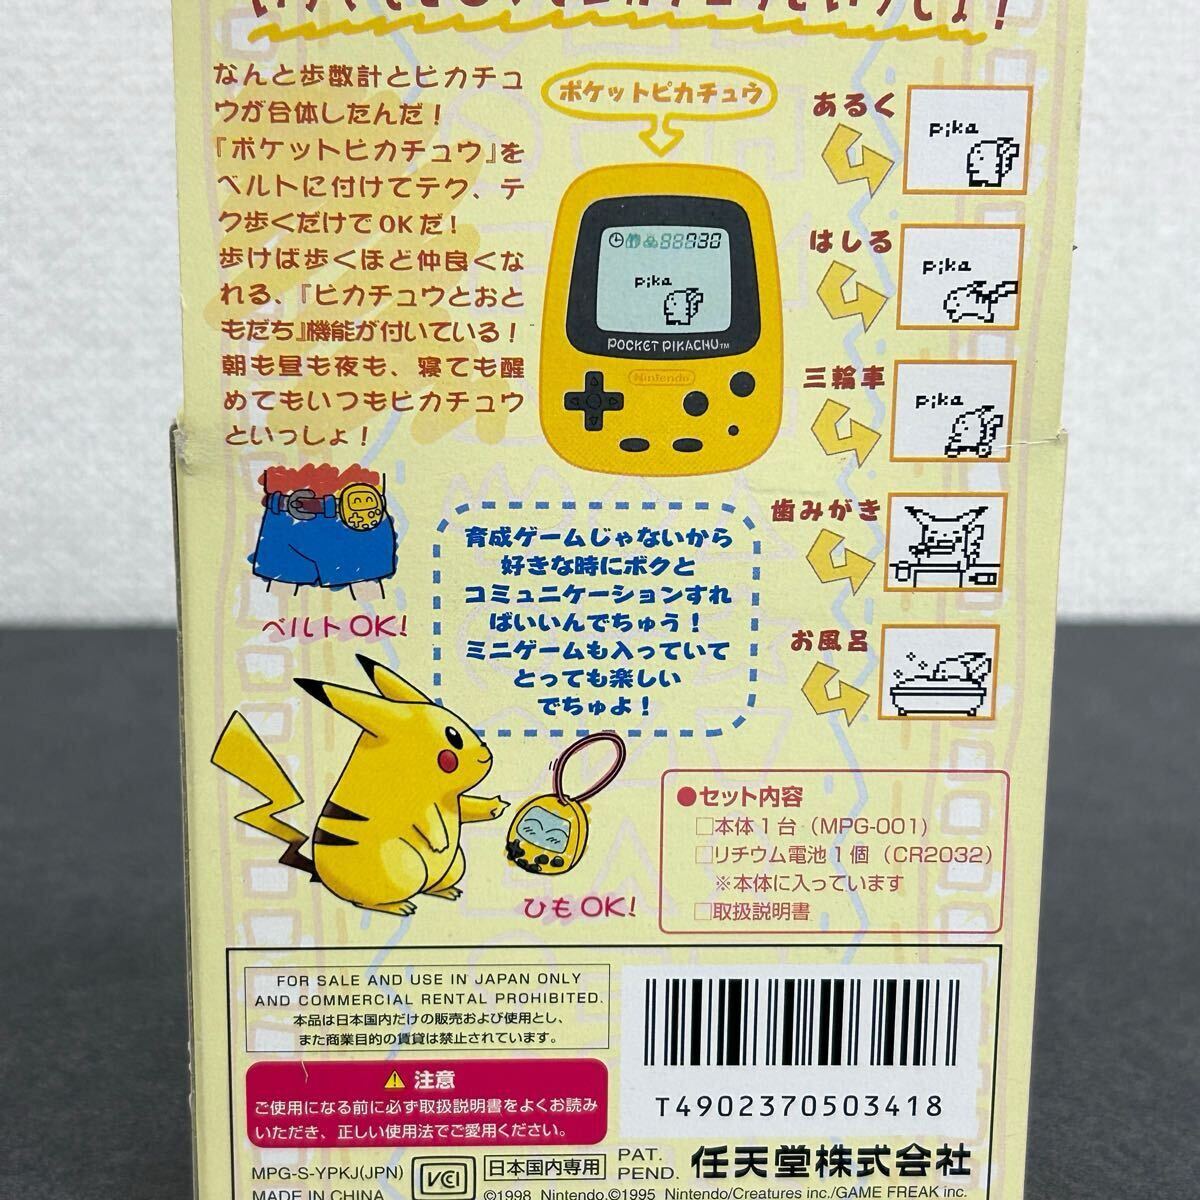 なんと歩数計とピカチュ
ウが合体したんだ！
『ポケットピカチュウ』を
ベルトに付けてテク、テ
ク歩くだけでOKだ！
歩けば歩くほど仲良くな
れる、『ピカチュウとおと
もだち』機能が付いている！
朝も昼も夜も、寝ても醒
めてもいつもピカチュウ
といっしょ！
ポケットピカチュウ
pika
POCKET PIKACHU™
Nintendo
あるく
pika
はしる
pika
三輪車
pika
歯みがき
お風呂
ベルトOK!
育成ゲームじゃないから
好きな時にボクと
コミュニケーションすれ
ばいいんでちゅう！
ミニゲームも入っていて
とっても楽しい
でちゅよ！
ひもOK!
●セット内容
□本体1台（MPG-001）
□リチウム電池1個（CR2032）
※本体に入っています
□取扱説明書
FOR SALE AND USE IN JAPAN ONLY
AND COMMERCIAL RENTAL PROHIBITED.
本品は日本国内だけの販売および使用とし、
また商業目的の賃貸は禁止されています。
⚠ 注意
ご使用になる前に必ず取扱説明書をよくお読み
いただき、正しい使用法でご愛用ください。
T4902370503418
MPG-S-YPKJ(JPN)
MADE IN CHINA
VCI
日本国内専用
PAT.
PEND.
任天堂株式会社
©1998 Nintendo.©1995 Nintendo/Creatures inc./GAME FREAK inc.